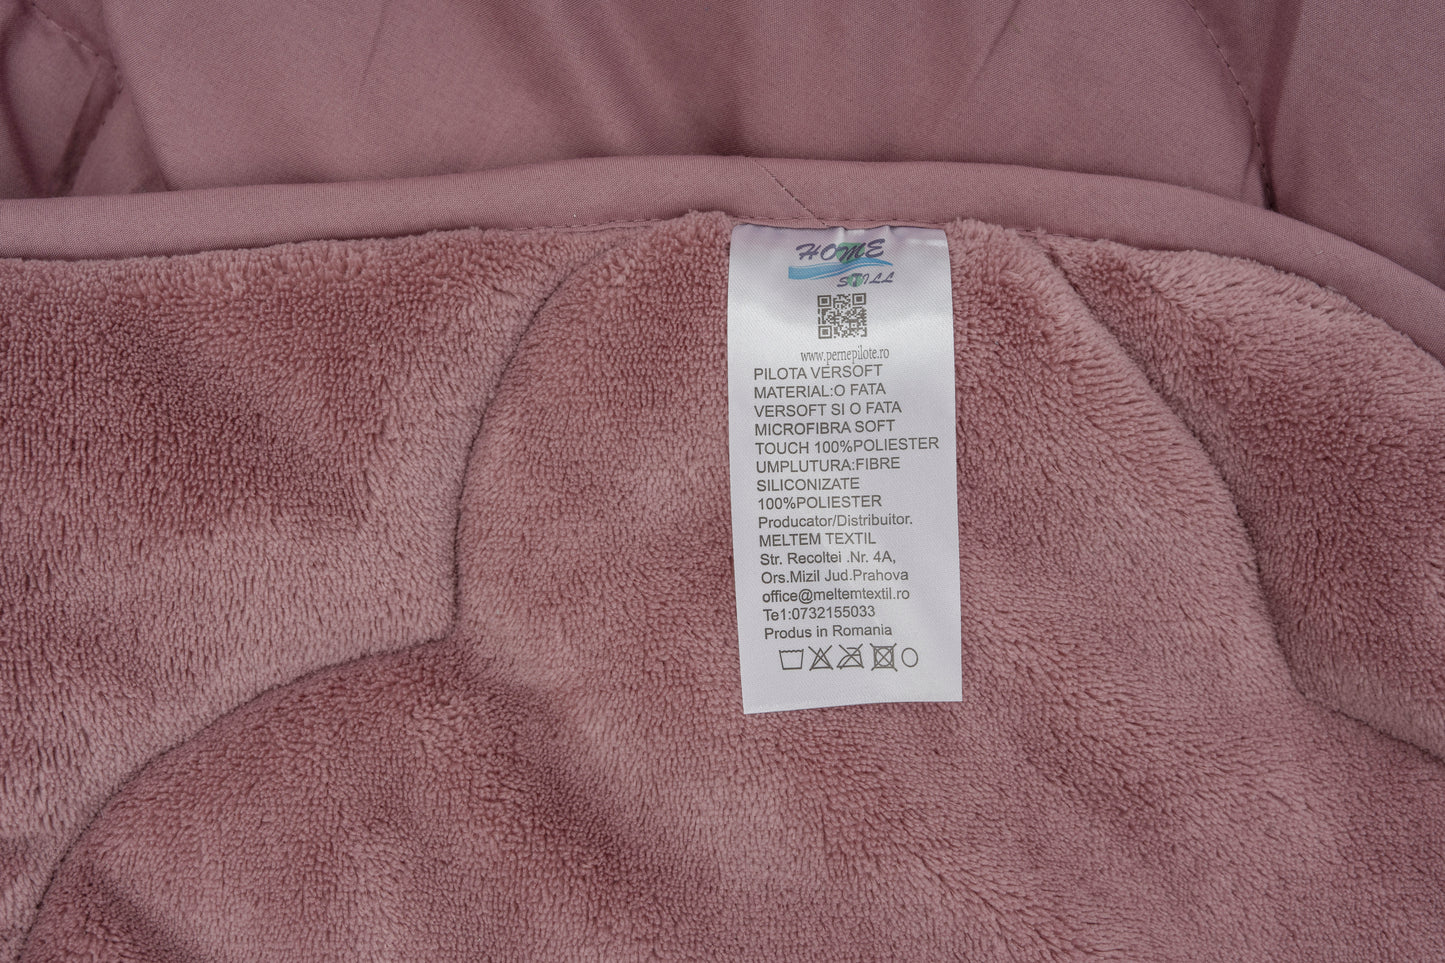 HOME
STILL
www.pernepilote.ro
PILOTA VERSOFT
MATERIAL:O FATA
VERSOFT SI O FATA
MICROFIBRA SOFT
TOUCH 100%POLIESTER
UMPLUTURA:FIBRE
SILICONIZATE
100%POLIESTER
Producator/Distribuitor.
MELTEM TEXTIL
Str. Recoltei .Nr. 4A,
Ors.Mizil Jud.Prahova
office@meltemtextil.ro
Te1:0732155033
Produs in Romania